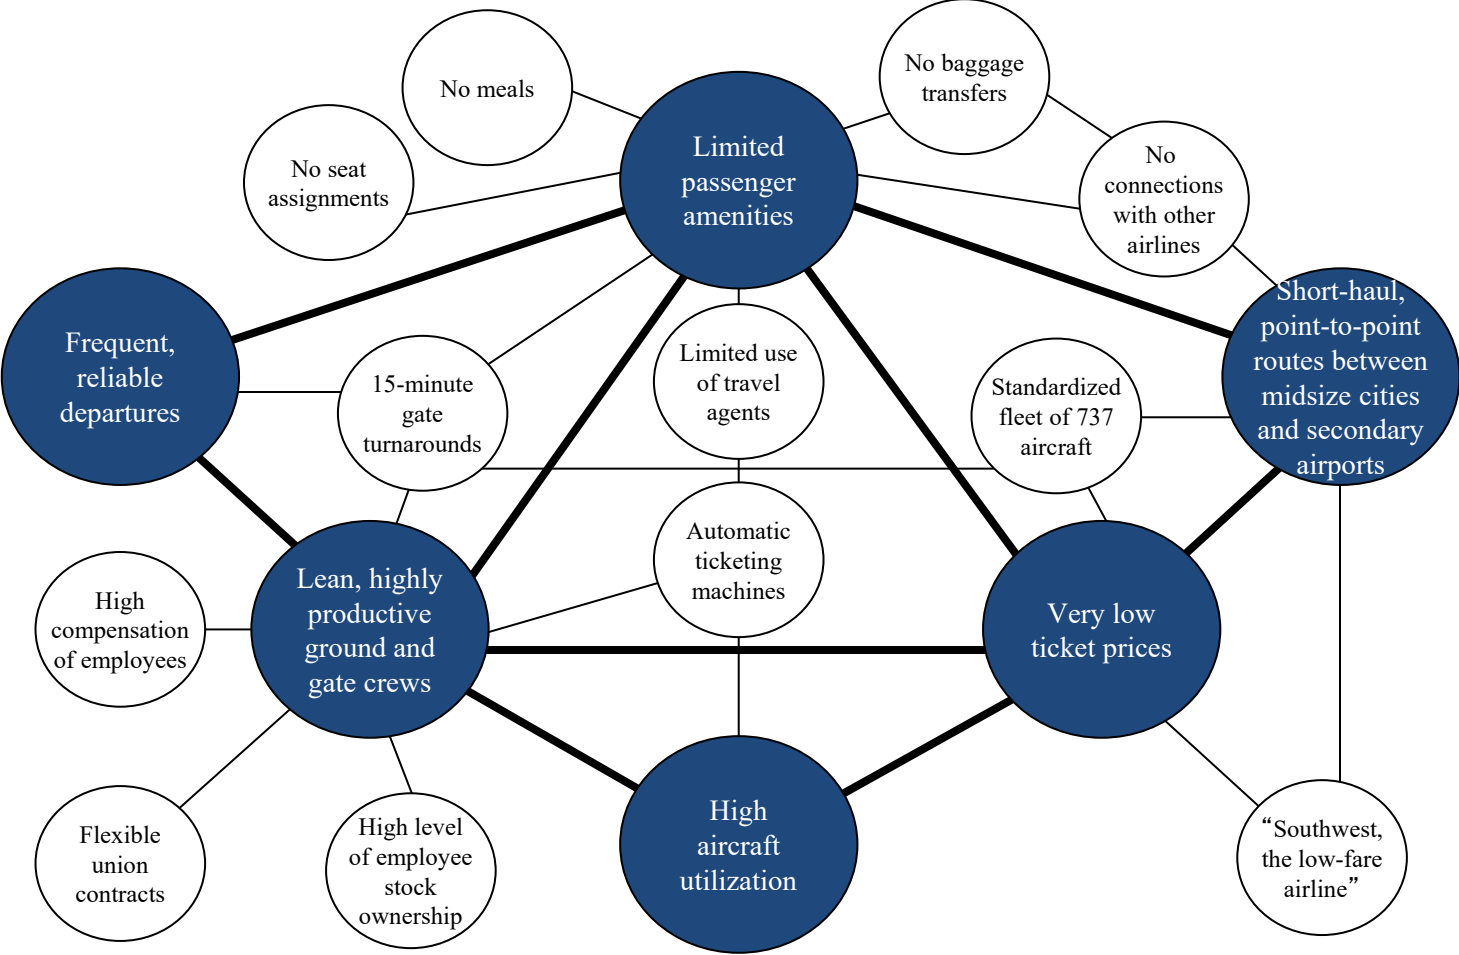 No meals
No baggage
transfers
Limited
passenger
amenities
No seat
assignments
No
connections
with other
airlines
Short-haul,
point-to-point
routes between
midsize cities
and secondary
airports
Frequent,
reliable
departures
15-minute
gate
turnarounds
Limited use
of travel
agents
Standardized
fleet of 737
aircraft
Automatic
ticketing
machines
High
compensation
of employees
Lean, highly
productive
ground and
gate crews
Very low
ticket prices
Flexible
union
contracts
High level
of employee
stock
ownership
High
aircraft
utilization
“Southwest,
the low-fare
airline”